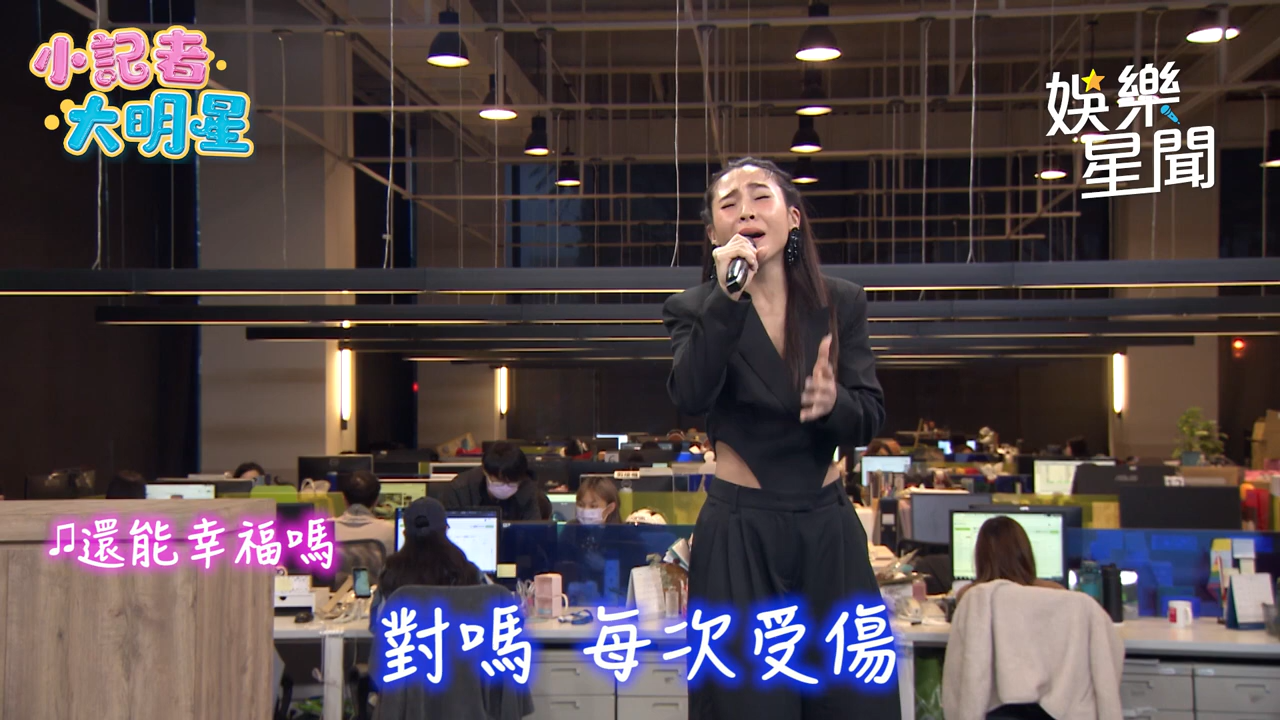 小記者
大明星
娛樂
星聞
♫還能幸福嗎
對嗎 每次受傷